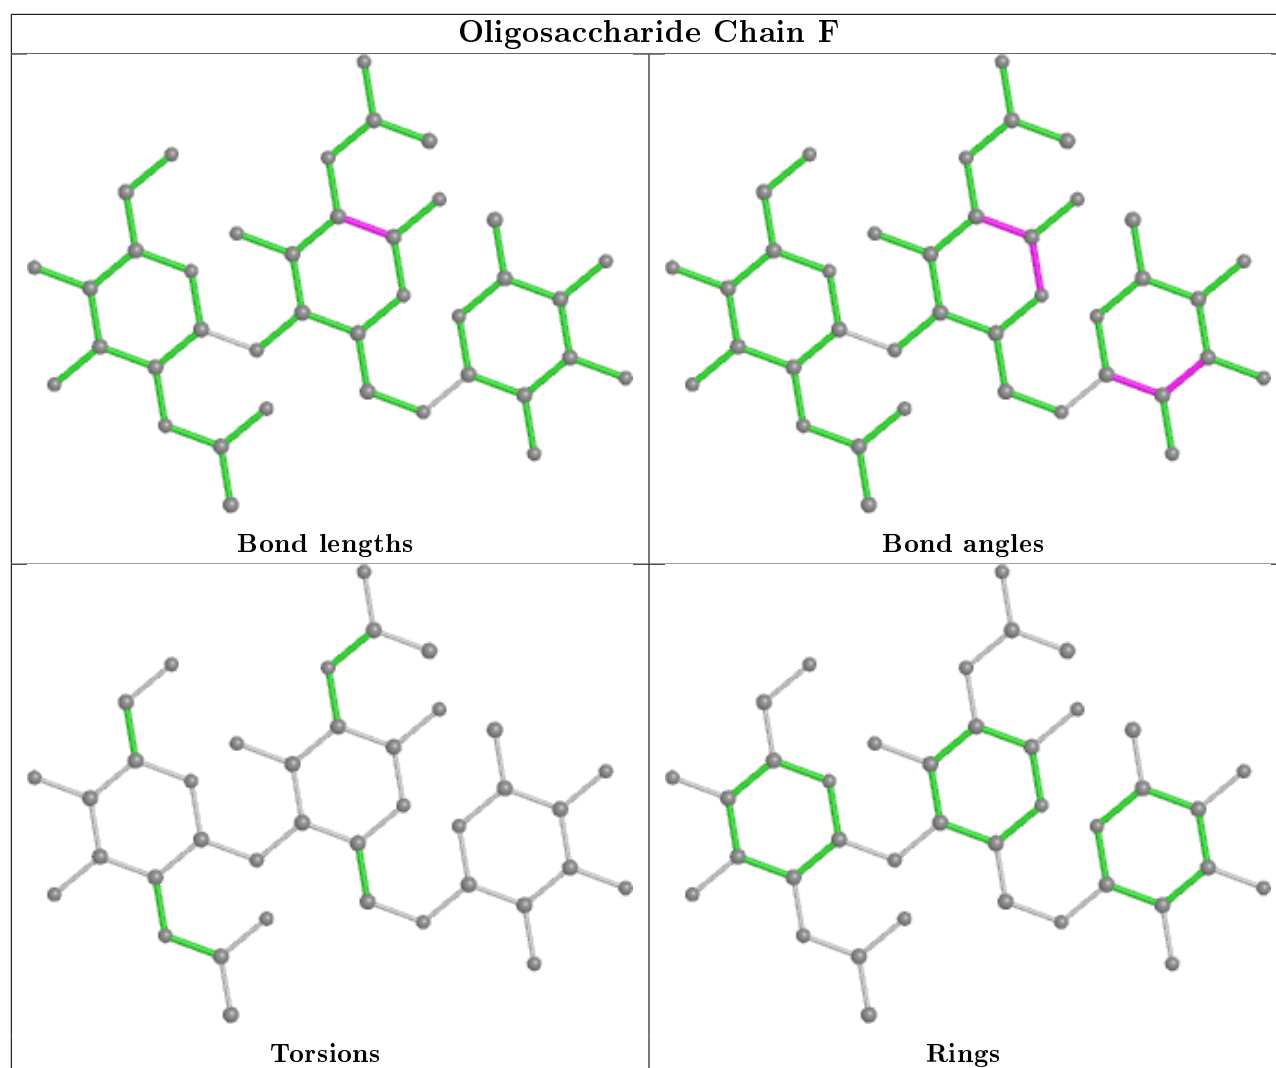 Oligosaccharide Chain F
Bond lengths
Bond angles
Torsions
Rings